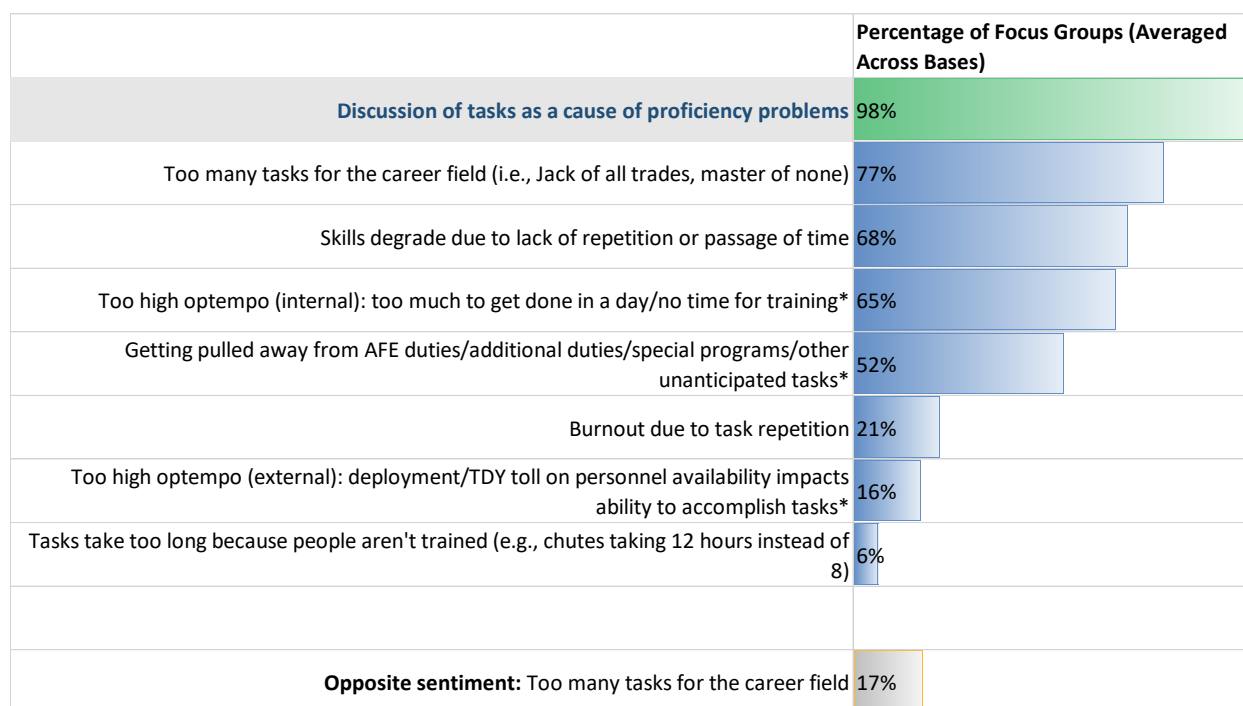 Percentage of Focus Groups (Averaged
Across Bases)
Discussion of tasks as a cause of proficiency problems 98%
Too many tasks for the career field (i.e., Jack of all trades, master of none) 77%
Skills degrade due to lack of repetition or passage of time 68%
Too high optempo (internal): too much to get done in a day/no time for training* 65%
Getting pulled away from AFE duties/additional duties/special programs/other
unanticipated tasks* 52%
Burnout due to task repetition 21%
Too high optempo (external): deployment/TDY toll on personnel availability impacts
ability to accomplish tasks* 16%
Tasks take too long because people aren't trained (e.g., chutes taking 12 hours instead of
8) 6%
Opposite sentiment: Too many tasks for the career field 17%